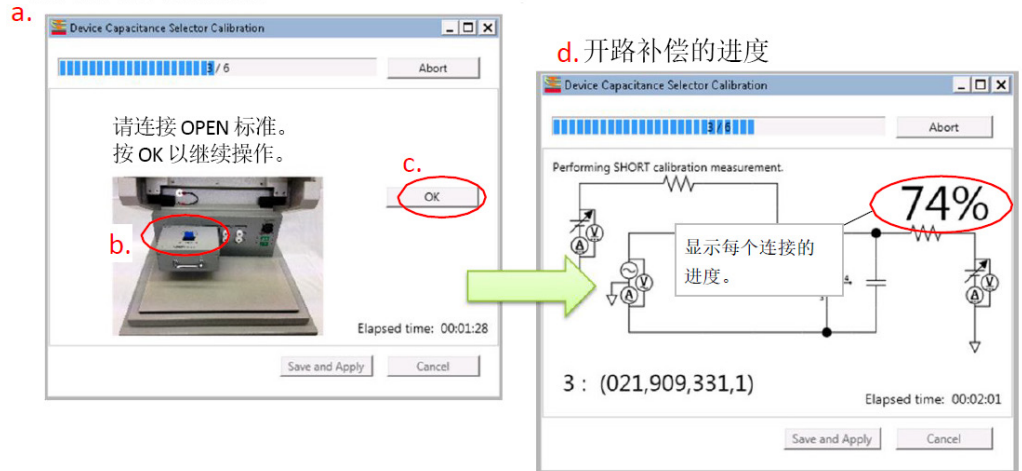 a.
Device Capacitance Selector Calibration
3 / 6
Abort
请连接 OPEN 标准。
按 OK 以继续操作。
c.
OK
b.
Elapsed time: 00:01:28
Save and Apply
Cancel
d. 开路补偿的进度
Device Capacitance Selector Calibration
3 / 6
Abort
Performing SHORT calibration measurement.
74%
显示每个连接的
进度。
V
A
V
A
V
A
3 : (021,909,331,1)
Elapsed time: 00:02:01
Save and Apply
Cancel